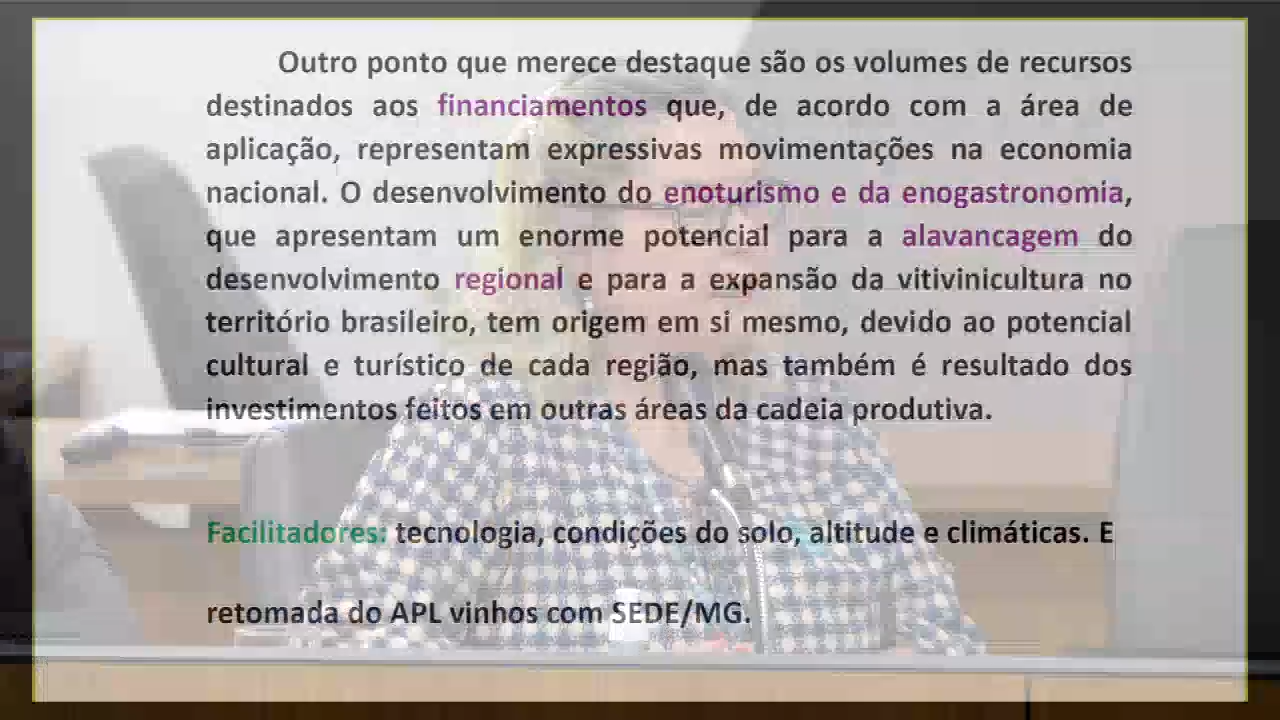 Outro ponto que merece destaque são os volumes de recursos
destinados aos financiamentos que, de acordo com a área de
aplicação, representam expressivas movimentações na economia
nacional. O desenvolvimento do enoturismo e da enogastronomia,
que apresentam um enorme potencial para a alavancagem do
desenvolvimento regional e para a expansão da vitivinicultura no
território brasileiro, tem origem em si mesmo, devido ao potencial
cultural e turístico de cada região, mas também é resultado dos
investimentos feitos em outras áreas da cadeia produtiva.
Facilitadores: tecnologia, condições do solo, altitude e climáticas. E
retomada do APL vinhos com SEDE/MG.